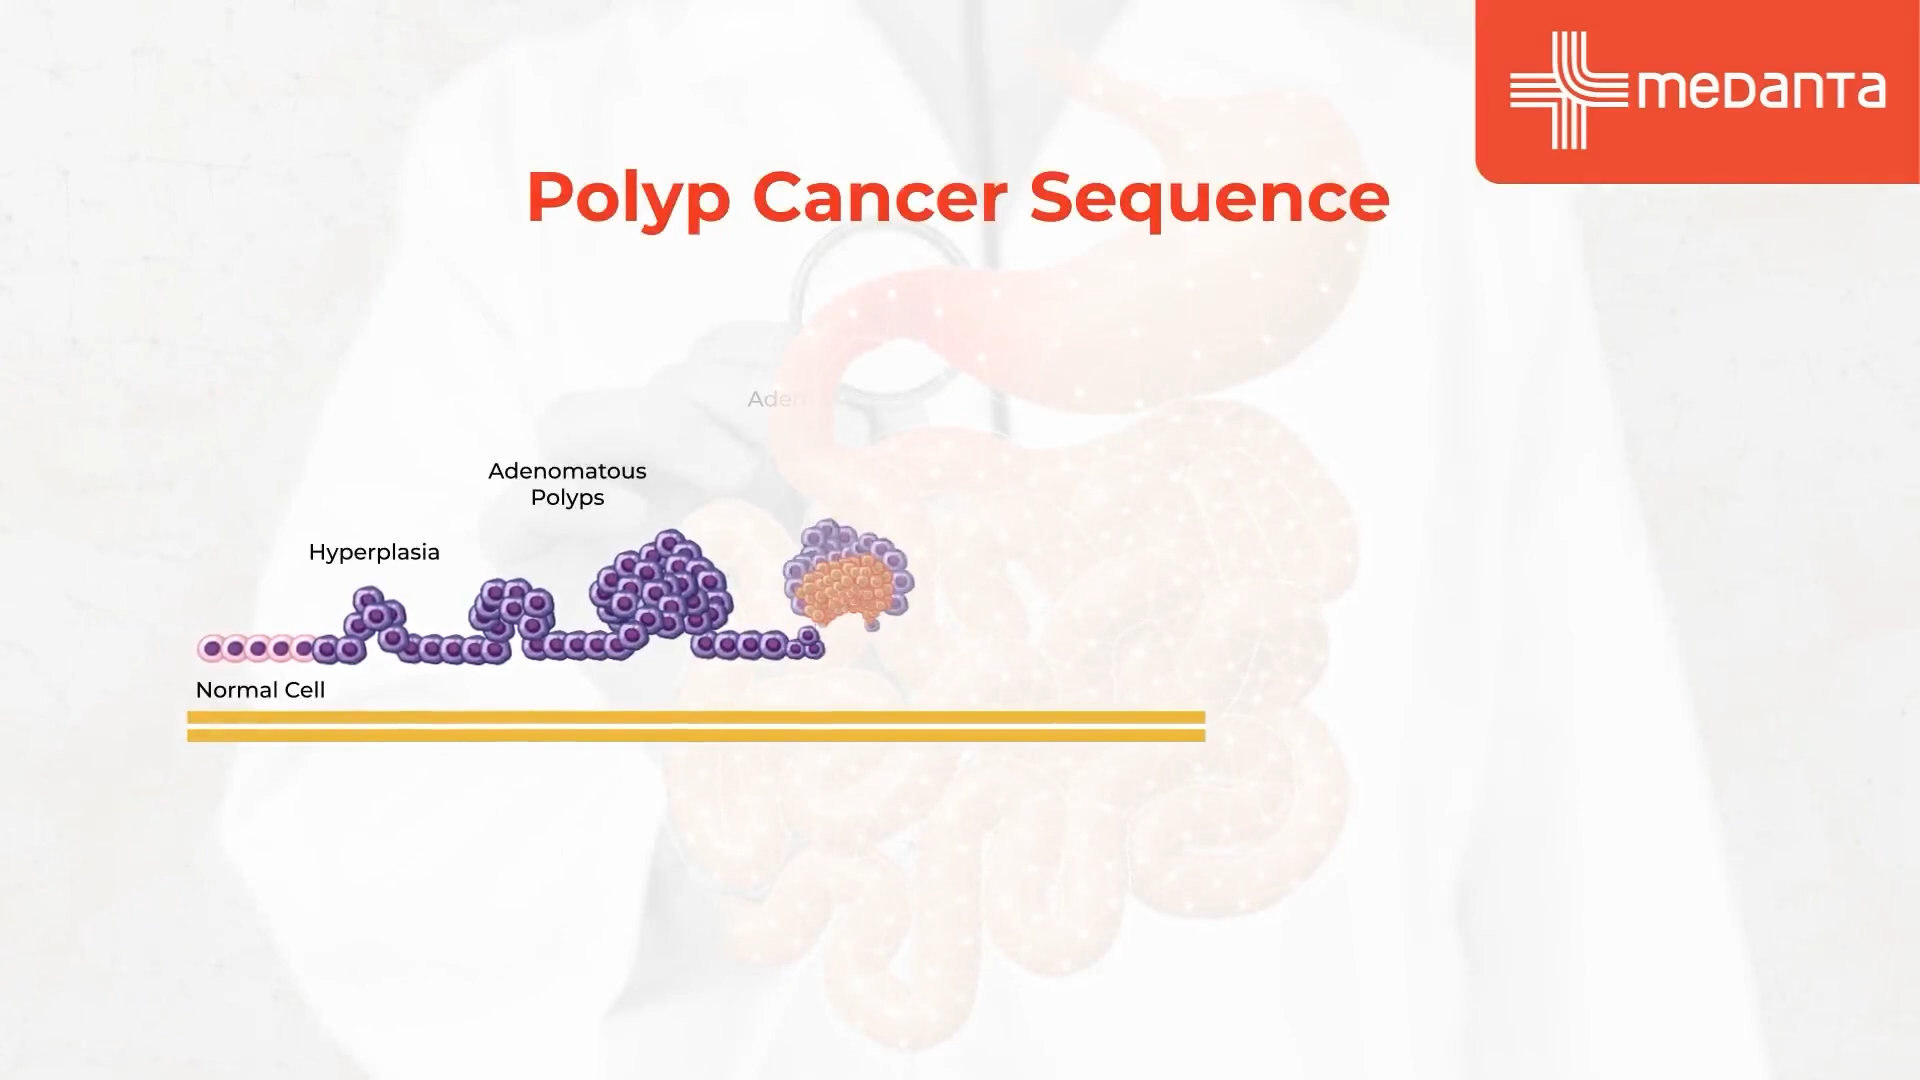 meDanTa
Polyp Cancer Sequence
Adenomatous
Polyps
Hyperplasia
Normal Cell